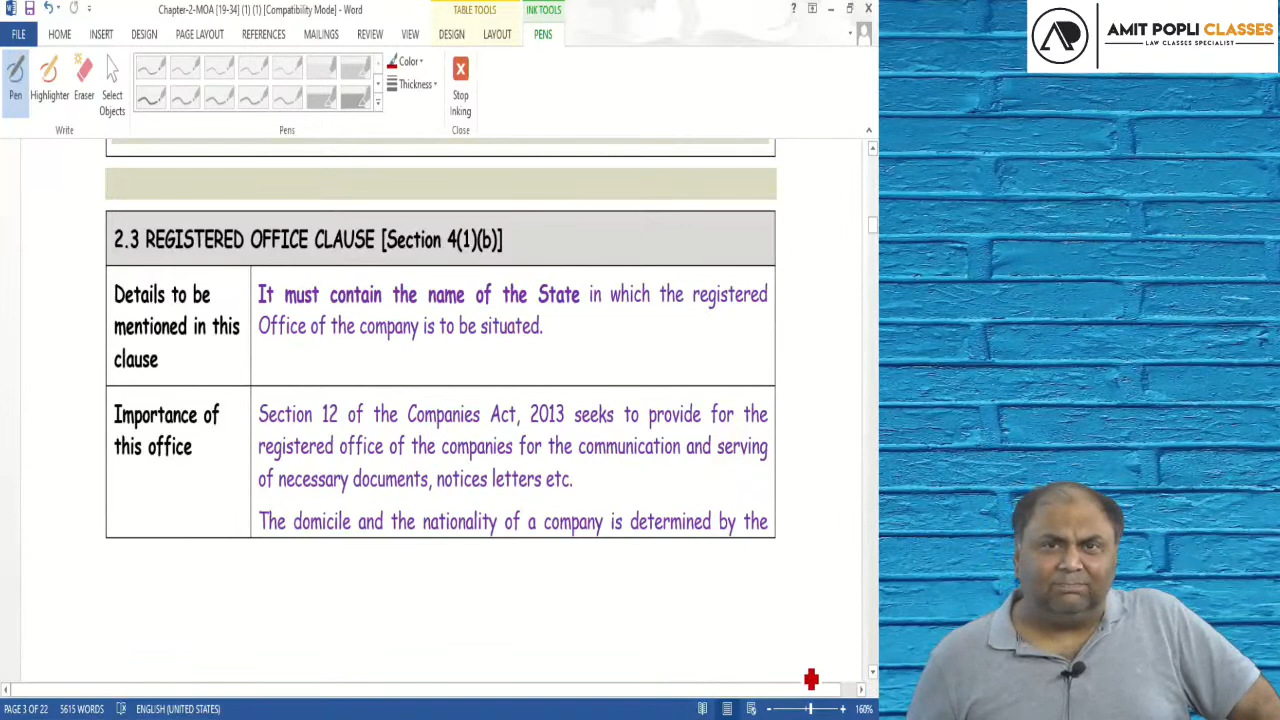 Chapter-2-MOA [19-34] (1) (1) [Compatibility Mode] - Word
TABLE TOOLS
INK TOOLS
FILE HOME INSERT DESIGN PAGE LAYOUT REFERENCES MAILINGS REVIEW VIEW DESIGN LAYOUT PENS
Pen Highlighter Eraser Select Objects
Write
Pens
Color
Thickness
Stop Inking
Close
AP
AMIT POPLI CLASSES
LAW CLASSES SPECIALIST
2.3 REGISTERED OFFICE CLAUSE [Section 4(1)(b)]
Details to be
mentioned in this
clause
It must contain the name of the State in which the registered
Office of the company is to be situated.
Importance of
this office
Section 12 of the Companies Act, 2013 seeks to provide for the
registered office of the companies for the communication and serving
of necessary documents, notices letters etc.
The domicile and the nationality of a company is determined by the
PAGE 3 OF 22 5615 WORDS ENGLISH (UNITED STATES) 160%